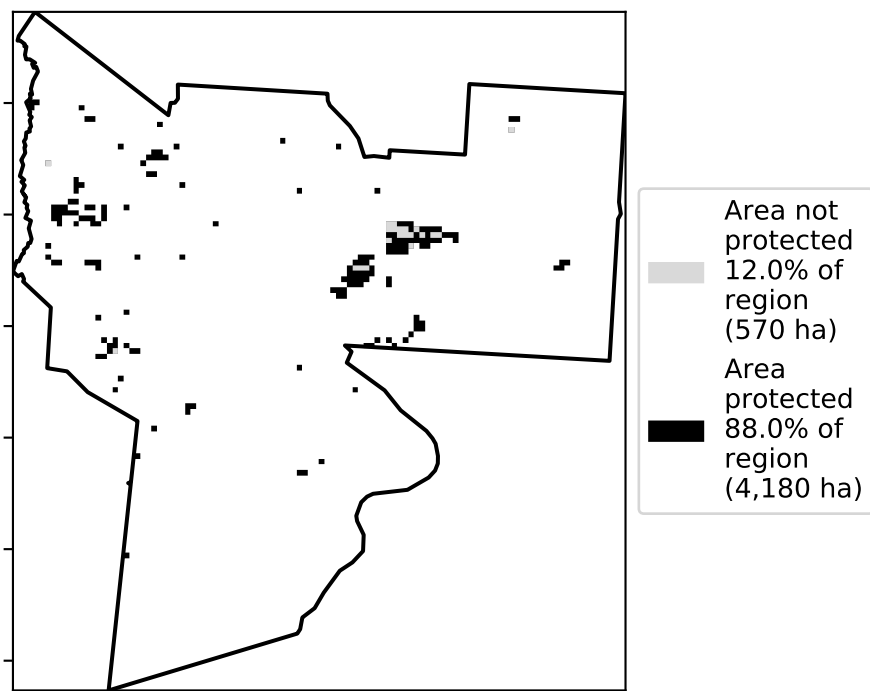 Area not
protected
12.0% of
region
(570 ha)
Area
protected
88.0% of
region
(4,180 ha)